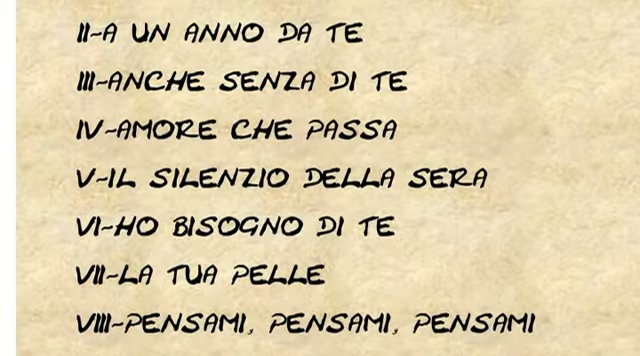 II~A UN ANNO DA TE
III~ANCHE SENZA DI TE
IV~AMORE CHE PASSA
V~IL SILENZIO DELLA SERA
VI~HO BISOGNO DI TE
VII~LA TUA PELLE
VIII~PENSAMI, PENSAMI, PENSAMI